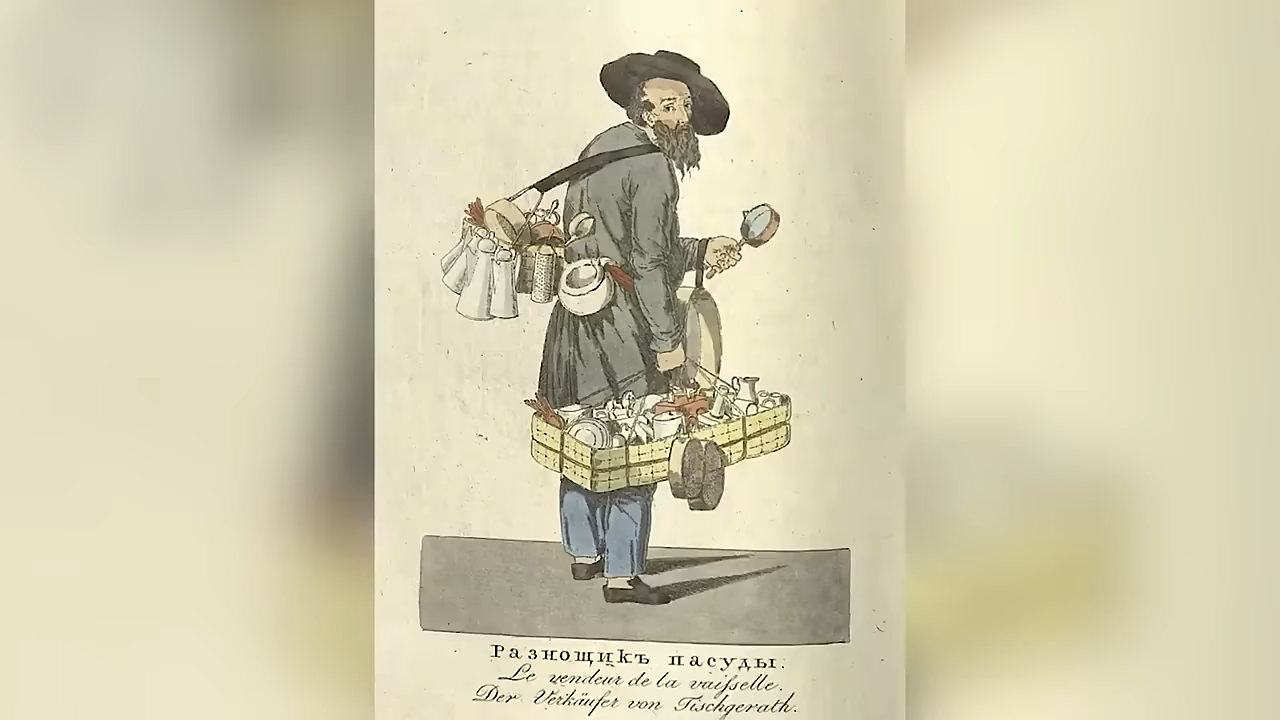 Разнощикъ пасуды.
Le vendeur de la vaiſselle.
Der Verkäufer von Tischgerath.